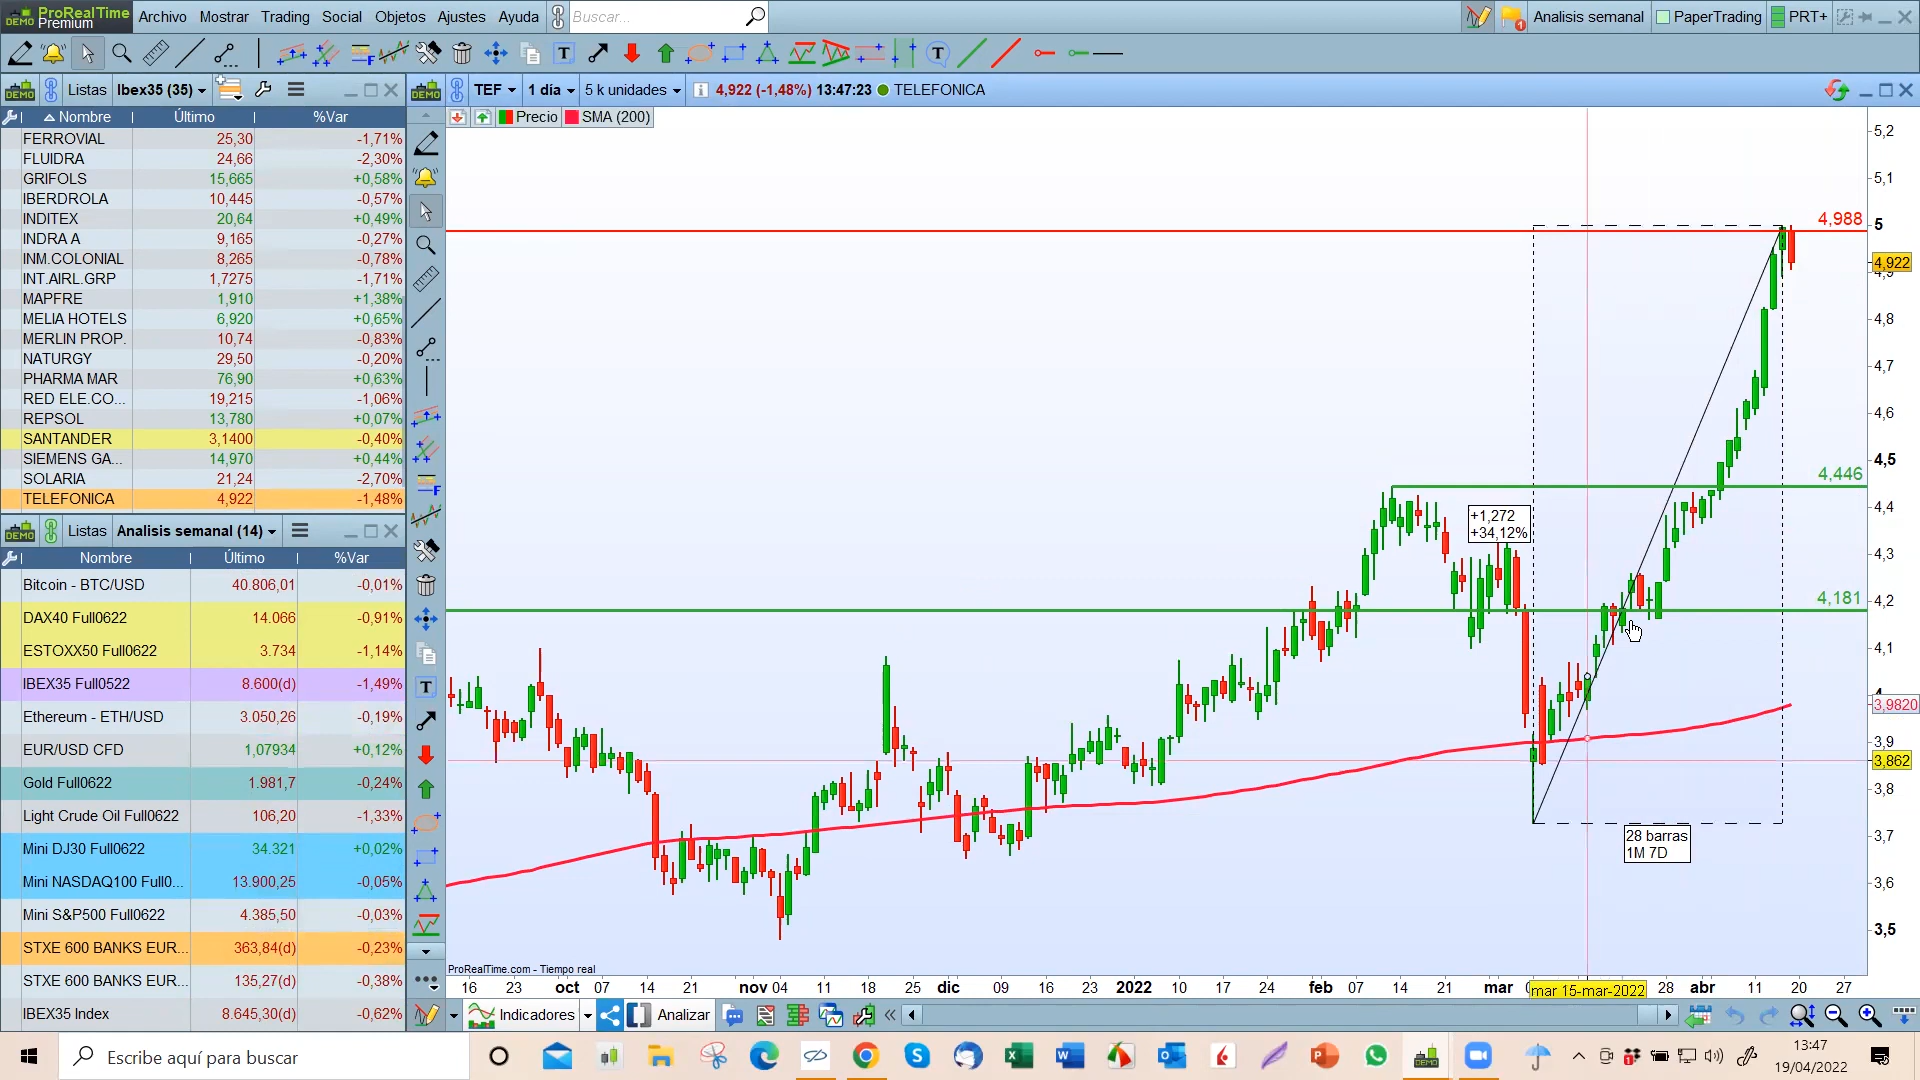 DEMO ProRealTime
Premium
Archivo Mostrar Trading Social Objetos Ajustes Ayuda
Buscar...
Analisis semanal
PaperTrading
PRT+
Listas Ibex35 (35)
TEF 1 dia 5 k unidades 4,922 (-1,48%) 13:47:23 TELEFONICA
Precio SMA (200)
Nombre Último %Var
FERROVIAL 25,30 -1,71%
FLUIDRA 24,66 -2,30%
GRIFOLS 15,665 +0,58%
IBERDROLA 10,445 -0,57%
INDITEX 20,64 +0,49%
INDRA A 9,165 -0,27%
INM.COLONIAL 8,265 -0,78%
INT.AIRL.GRP 1,7275 -1,71%
MAPFRE 1,910 +1,38%
MELIA HOTELS 6,920 +0,65%
MERLIN PROP. 10,74 -0,83%
NATURGY 29,50 -0,20%
PHARMA MAR 76,90 +0,63%
RED ELE.CO... 19,215 -1,06%
REPSOL 13,780 +0,07%
SANTANDER 3,1400 -0,40%
SIEMENS GA... 14,970 +0,44%
SOLARIA 21,24 -2,70%
TELEFONICA 4,922 -1,48%
DEMO Listas Analisis semanal (14)
Nombre Último %Var
Bitcoin - BTC/USD 40.806,01 -0,01%
DAX40 Full0622 14.066 -0,91%
ESTOXX50 Full0622 3.734 -1,14%
IBEX35 Full0522 8.600(d) -1,49%
Ethereum - ETH/USD 3.050,26 -0,19%
EUR/USD CFD 1,07934 +0,12%
Gold Full0622 1.981,7 -0,24%
Light Crude Oil Full0622 106,20 -1,33%
Mini DJ30 Full0622 34.321 +0,02%
Mini NASDAQ100 Full0... 13.900,25 -0,05%
Mini S&P500 Full0622 4.385,50 -0,03%
STXE 600 BANKS EUR... 363,84(d) -0,23%
STXE 600 BANKS EUR... 135,27(d) -0,38%
IBEX35 Index 8.645,30(d) -0,62%
5,2
5,1
4,988
5
4,922
4,9
4,8
4,7
4,6
4,5
4,446
4,4
+1,272
+34,12%
4,3
4,181
4,2
4,1
4
3,9820
3,9
3,862
3,8
3,7
28 barras
1M 7D
3,6
3,5
ProRealTime.com - Tiempo real
16 23 oct 07 14 21 nov 04 11 18 25 dic 09 16 23 2022 10 17 24 feb 07 14 21 mar mar 15-mar-2022 28 abr 11 20 27
Indicadores
Analizar
Escribe aquí para buscar
13:47
19/04/2022